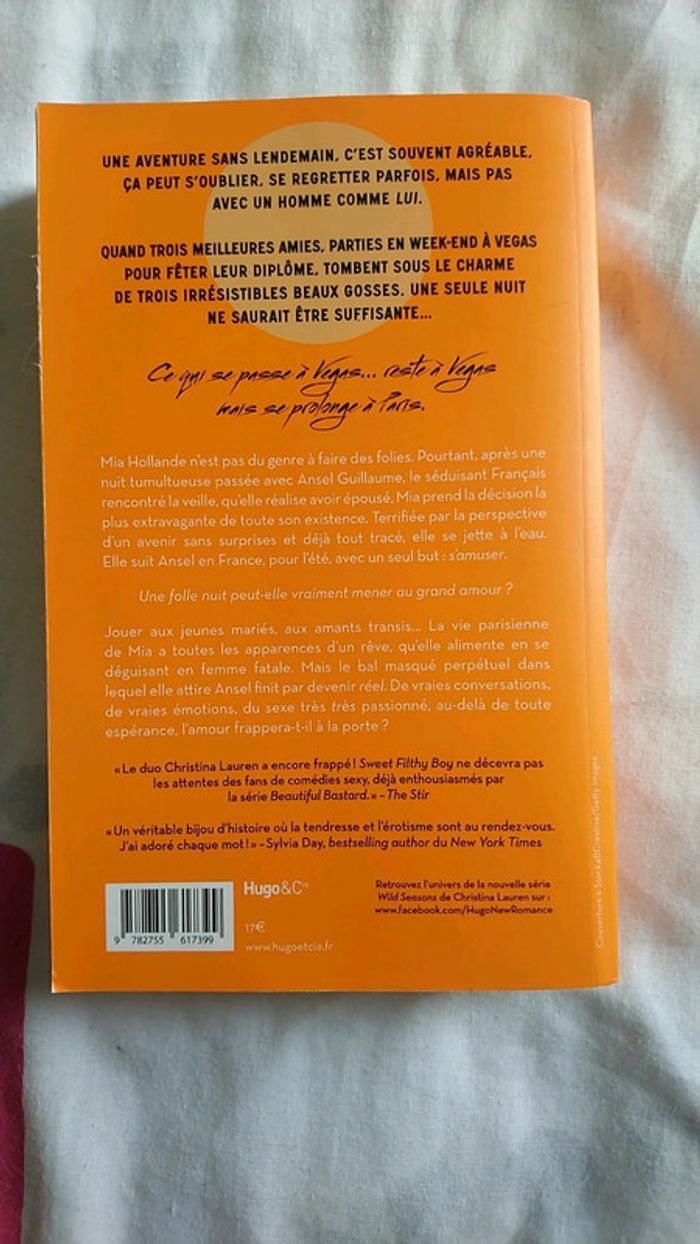 UNE AVENTURE SANS LENDEMAIN, C'EST SOUVENT AGRÉABLE,
ÇA PEUT S'OUBLIER, SE REGRETTER PARFOIS, MAIS PAS
AVEC UN HOMME COMME LUI.
QUAND TROIS MEILLEURES AMIES, PARTIES EN WEEK-END À VEGAS
POUR FÊTER LEUR DIPLÔME, TOMBENT SOUS LE CHARME
DE TROIS IRRÉSISTIBLES BEAUX GOSSES, UNE SEULE NUIT
NE SAURAIT ÊTRE SUFFISANTE...
Ce qui se passe à Vegas... reste à Vegas
mais se prolonge à Paris.
Mia Hollande n'est pas du genre à faire des folies. Pourtant, après une
nuit tumultueuse passée avec Ansel Guillaume, le séduisant Français
rencontré la veille, qu'elle réalise avoir épousé, Mia prend la décision la
plus extravagante de toute son existence. Terrifiée par la perspective
d'un avenir sans surprises et déjà tout tracé, elle se jette à l'eau.
Elle suit Ansel en France, pour l'été, avec un seul but : s'amuser.
Une folle nuit peut-elle vraiment mener au grand amour ?
Jouer aux jeunes mariés, aux amants transis... La vie parisienne
de Mia a toutes les apparences d'un rêve, qu'elle alimente en se
déguisant en femme fatale. Mais le bal masqué perpétuel dans
lequel elle attire Ansel finit par devenir réel. De vraies conversations,
de vraies émotions, du sexe très très passionné, au-delà de toute
espérance, l'amour frappera-t-il à la porte ?
« Le duo Christina Lauren a encore frappé ! Sweet Filthy Boy ne décevra pas
les attentes des fans de comédies sexy, déjà enthousiasmés par
la série Beautiful Bastard. » – The Stir
« Un véritable bijou d'histoire où la tendresse et l'érotisme sont au rendez-vous.
J'ai adoré chaque mot ! » – Sylvia Day, bestselling author du New York Times
Hugo&Cie
17€
www.hugoetcie.fr
Retrouvez l'univers de la nouvelle série
Wild Seasons de Christina Lauren sur :
www.facebook.com/HugoNewRomance
9 782755 617399
Couverture © Stocka/Creative/Getty Images